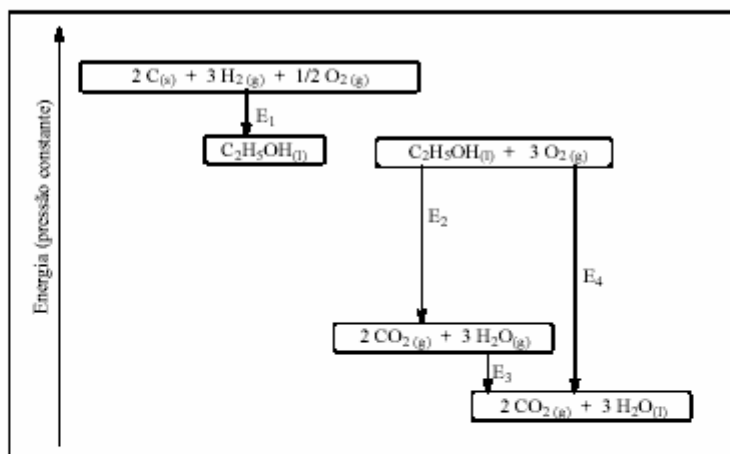 Energia (pressão constante)
2 C(s) + 3 H2 (g) + 1/2 O2 (g)
E1
C2H5OH(l)
C2H5OH(l) + 3 O2 (g)
E2
E4
2 CO2 (g) + 3 H2O(g)
E3
2 CO2 (g) + 3 H2O(l)